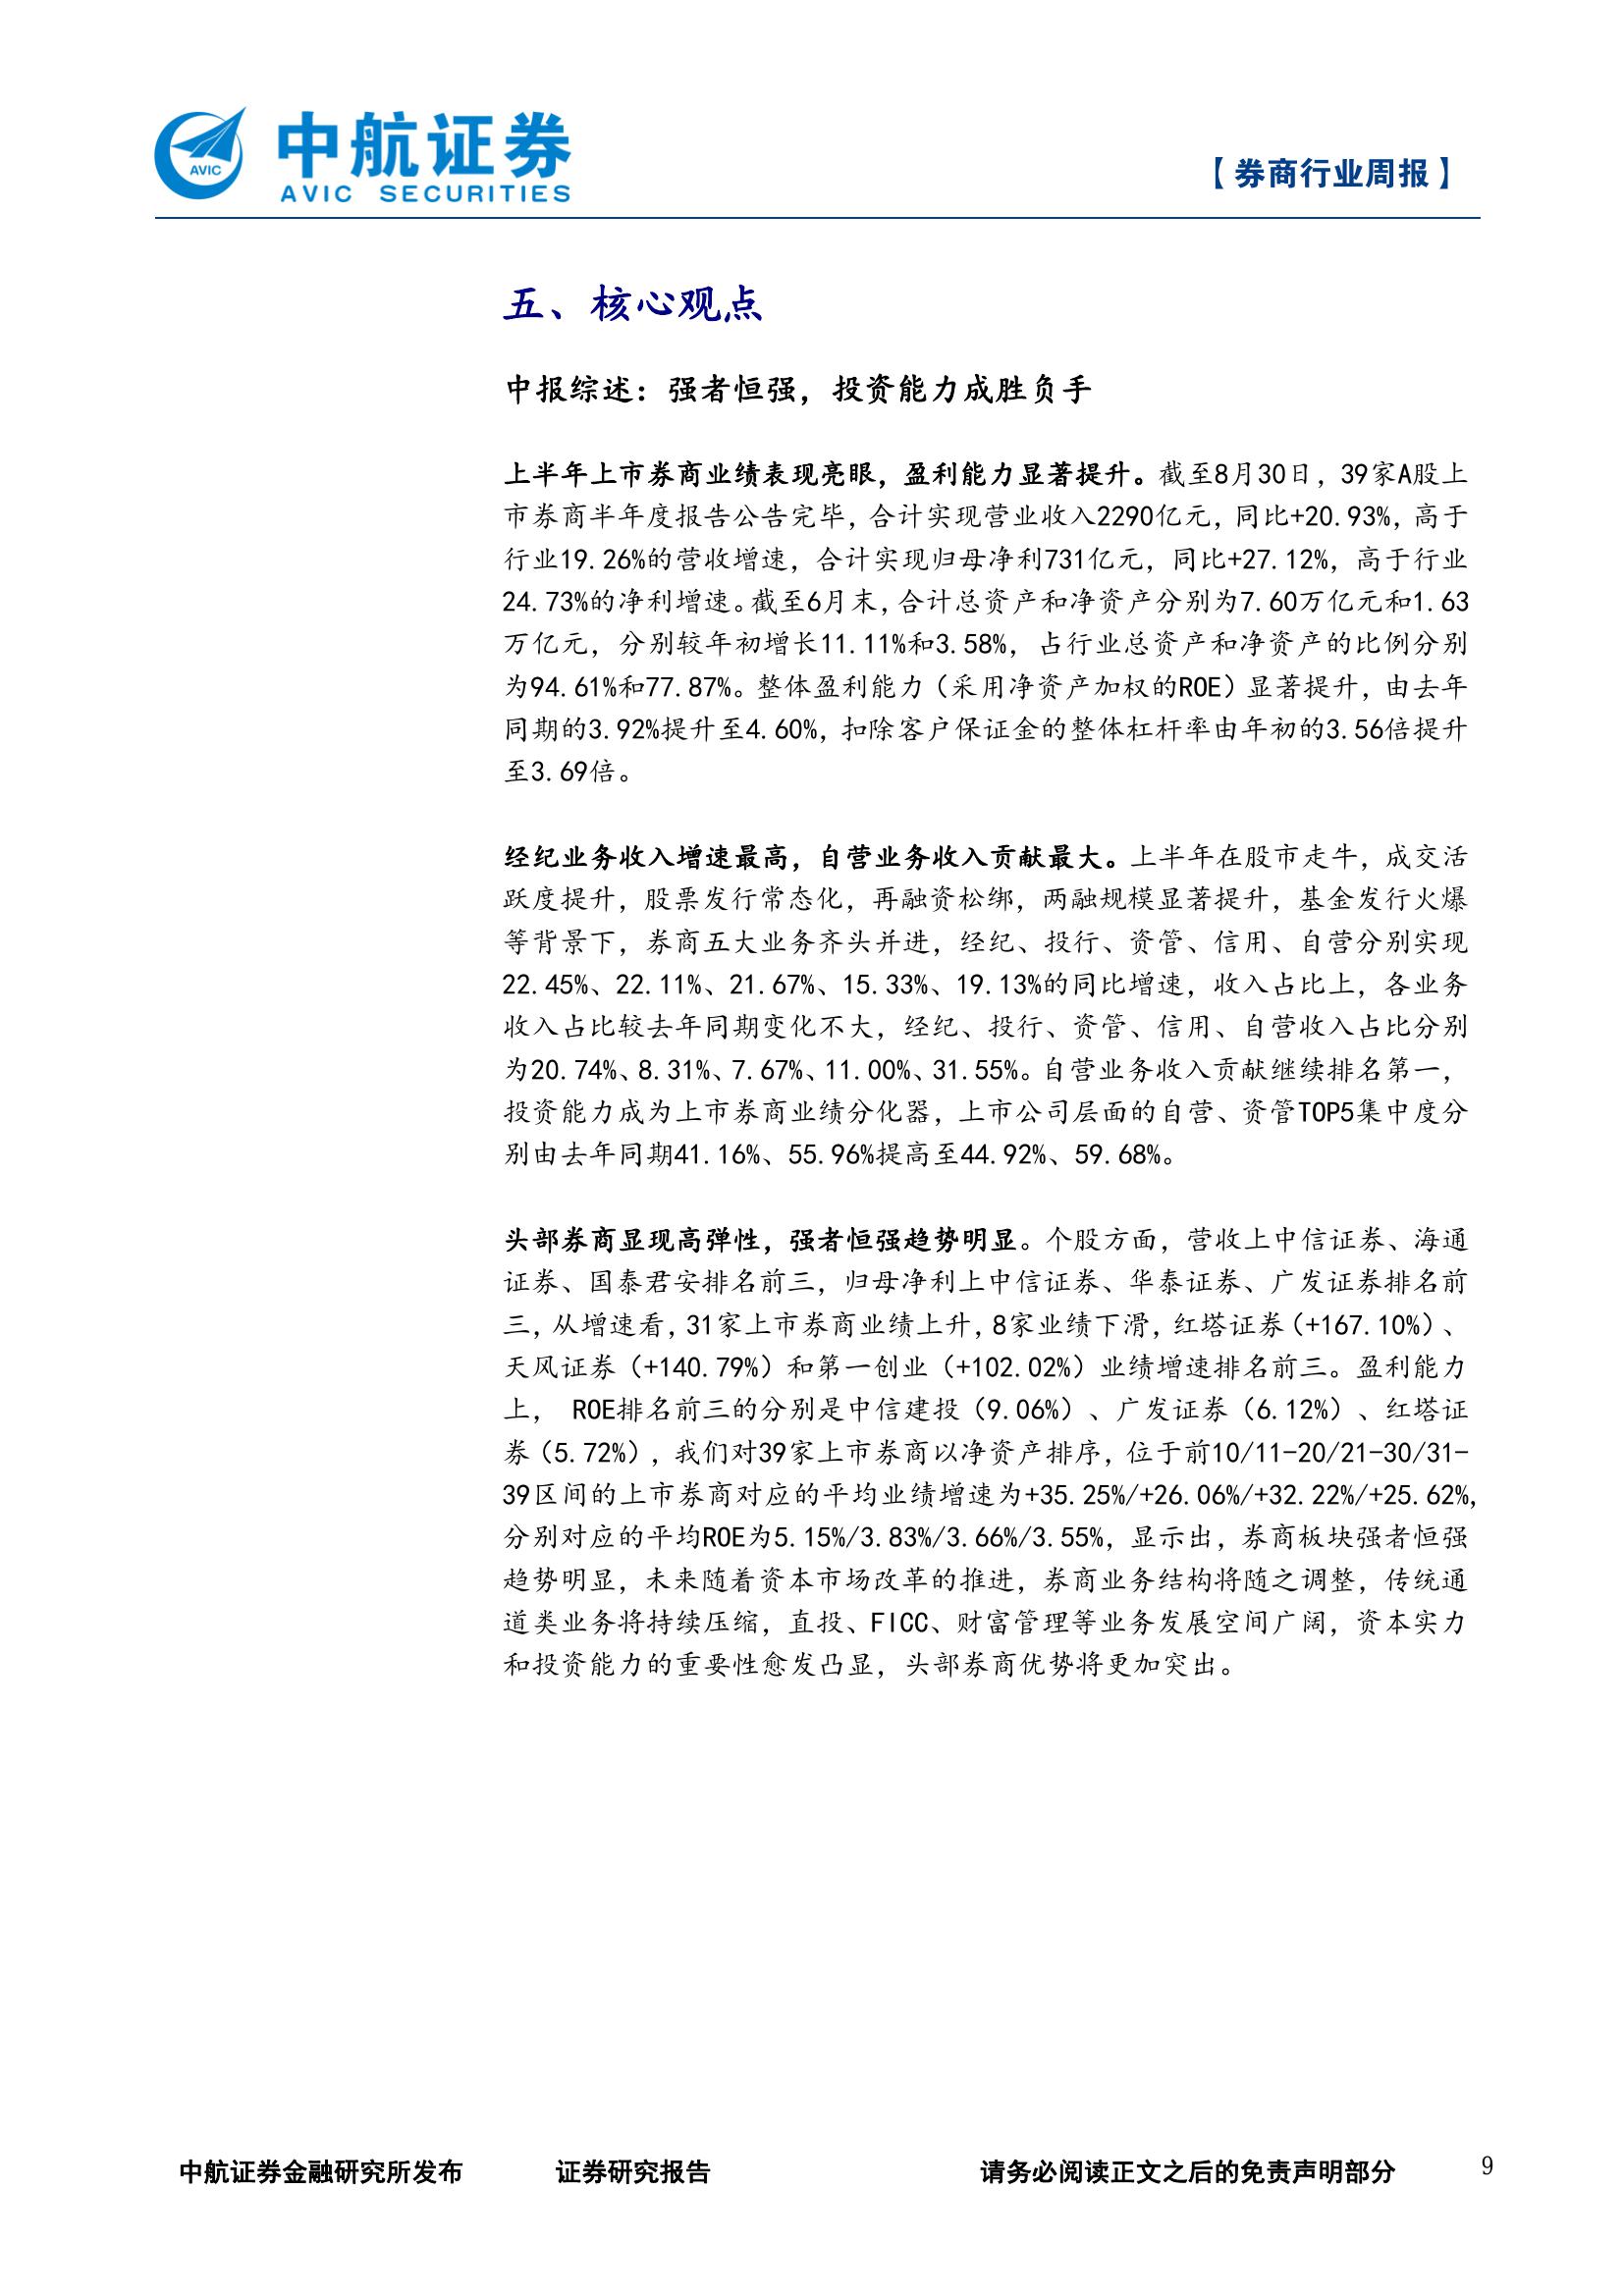 AVIC
中航证券
AVIC SECURITIES
【券商行业周报】
五、核心观点
中报综述：强者恒强，投资能力成胜负手
上半年上市券商业绩表现亮眼，盈利能力显著提升。截至8月30日，39家A股上
市券商半年度报告公告完毕，合计实现营业收入2290亿元，同比+20.93%，高于
行业19.26%的营收增速，合计实现归母净利731亿元，同比+27.12%，高于行业
24.73%的净利增速。截至6月末，合计总资产和净资产分别为7.60万亿元和1.63
万亿元，分别较年初增长11.11%和3.58%，占行业总资产和净资产的比例分别
为94.61%和77.87%。整体盈利能力（采用净资产加权的ROE）显著提升，由去年
同期的3.92%提升至4.60%，扣除客户保证金的整体杠杆率由年初的3.56倍提升
至3.69倍。
经纪业务收入增速最高，自营业务收入贡献最大。上半年在股市走牛，成交活
跃度提升，股票发行常态化，再融资松绑，两融规模显著提升，基金发行火爆
等背景下，券商五大业务齐头并进，经纪、投行、资管、信用、自营分别实现
22.45%、22.11%、21.67%、15.33%、19.13%的同比增速，收入占比上，各业务
收入占比较去年同期变化不大，经纪、投行、资管、信用、自营收入占比分别
为20.74%、8.31%、7.67%、11.00%、31.55%。自营业务收入贡献继续排名第一，
投资能力成为上市券商业绩分化器，上市公司层面的自营、资管TOP5集中度分
别由去年同期41.16%、55.96%提高至44.92%、59.68%。
头部券商显现高弹性，强者恒强趋势明显。个股方面，营收上中信证券、海通
证券、国泰君安排名前三，归母净利上中信证券、华泰证券、广发证券排名前
三，从增速看，31家上市券商业绩上升，8家业绩下滑，红塔证券（+167.10%）、
天风证券（+140.79%）和第一创业（+102.02%）业绩增速排名前三。盈利能力
上， ROE排名前三的分别是中信建投（9.06%）、广发证券（6.12%）、红塔证
券（5.72%），我们对39家上市券商以净资产排序，位于前10/11-20/21-30/31-
39区间的上市券商对应的平均业绩增速为+35.25%/+26.06%/+32.22%/+25.62%，
分别对应的平均ROE为5.15%/3.83%/3.66%/3.55%，显示出，券商板块强者恒强
趋势明显，未来随着资本市场改革的推进，券商业务结构将随之调整，传统通
道类业务将持续压缩，直投、FICC、财富管理等业务发展空间广阔，资本实力
和投资能力的重要性愈发凸显，头部券商优势将更加突出。
中航证券金融研究所发布 证券研究报告 请务必阅读正文之后的免责声明部分 9